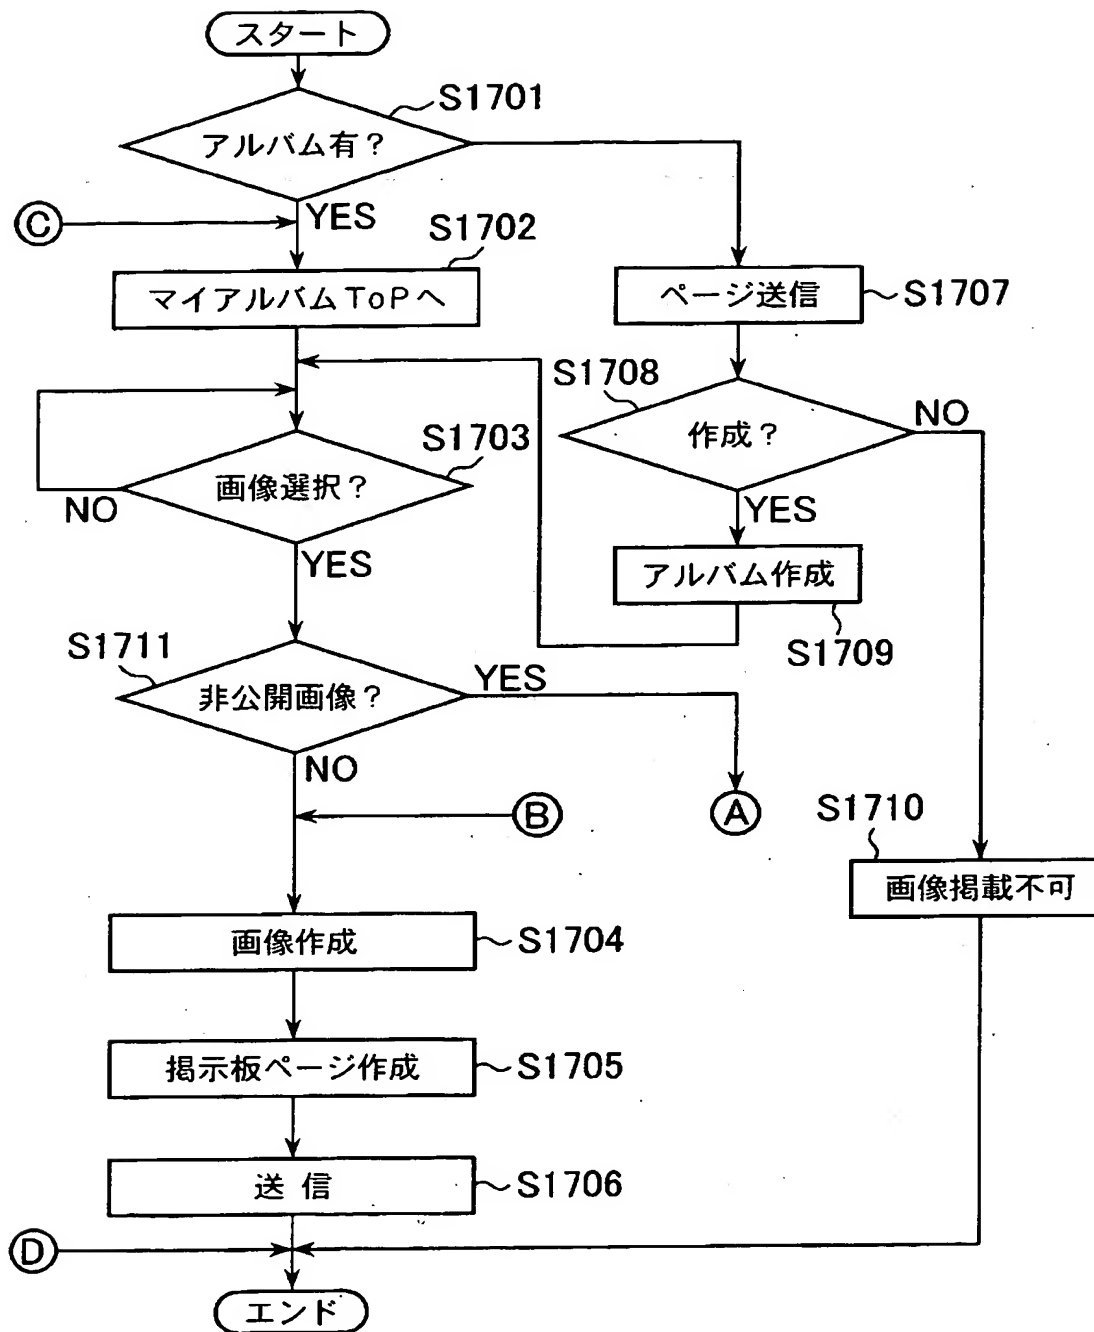 スタート
S1701
アルバム有？
C
YES
S1702
マイアルバムToPへ
ページ送信
S1707
S1708
作成？
NO
S1703
画像選択？
NO
YES
YES
アルバム作成
S1709
S1711
非公開画像？
YES
NO
B
A
S1710
画像掲載不可
画像作成
S1704
掲示板ページ作成
S1705
送信
S1706
D
エンド